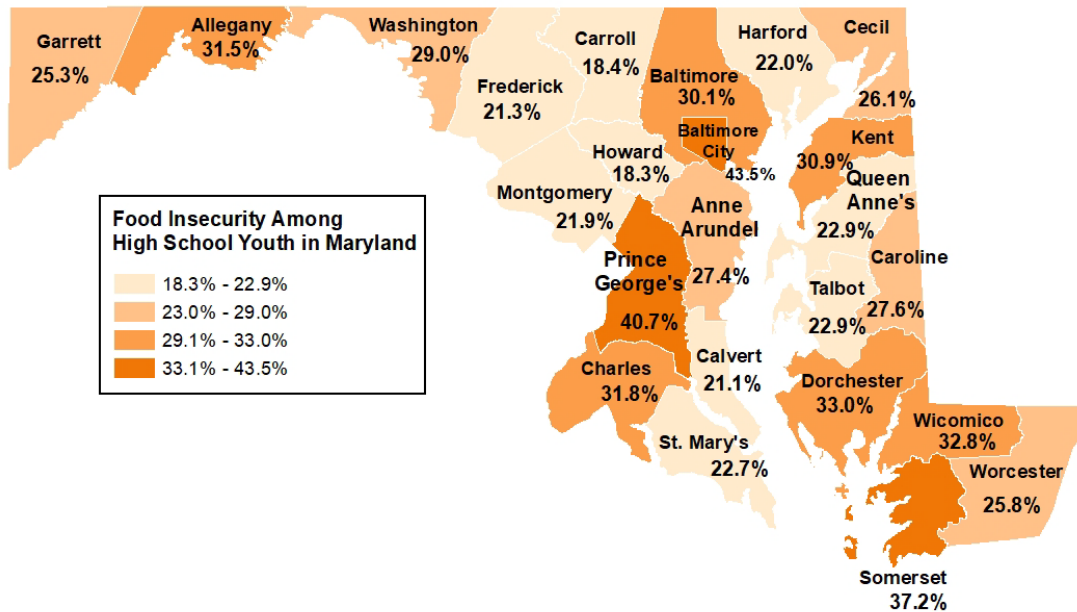 Garrett
25.3%
Allegany
31.5%
Washington
29.0%
Frederick
21.3%
Carroll
18.4%
Baltimore
30.1%
Baltimore
City
43.5%
Harford
22.0%
Cecil
26.1%
Kent
30.9%
Queen
Anne's
22.9%
Howard
18.3%
Montgomery
21.9%
Anne
Arundel
27.4%
Prince
George's
40.7%
Caroline
27.6%
Talbot
22.9%
Calvert
21.1%
Charles
31.8%
St. Mary's
22.7%
Dorchester
33.0%
Wicomico
32.8%
Worcester
25.8%
Somerset
37.2%
Food Insecurity Among
High School Youth in Maryland
18.3% - 22.9%
23.0% - 29.0%
29.1% - 33.0%
33.1% - 43.5%